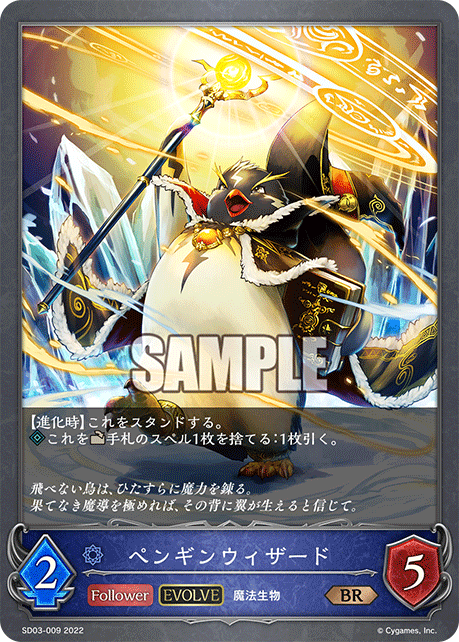 SAMPLE
【進化時】これをスタンドする。
これを手札のスペル1枚を捨てる:1枚引く。
飛べない鳥は、ひたすらに魔力を錬る。
果てなき魔導を極めれば、その背に翼が生えると信じて。
2
ペンギンウィザード
5
Follower EVOLVE 魔法生物 BR
SD03-009 2022
© Cygames, Inc.